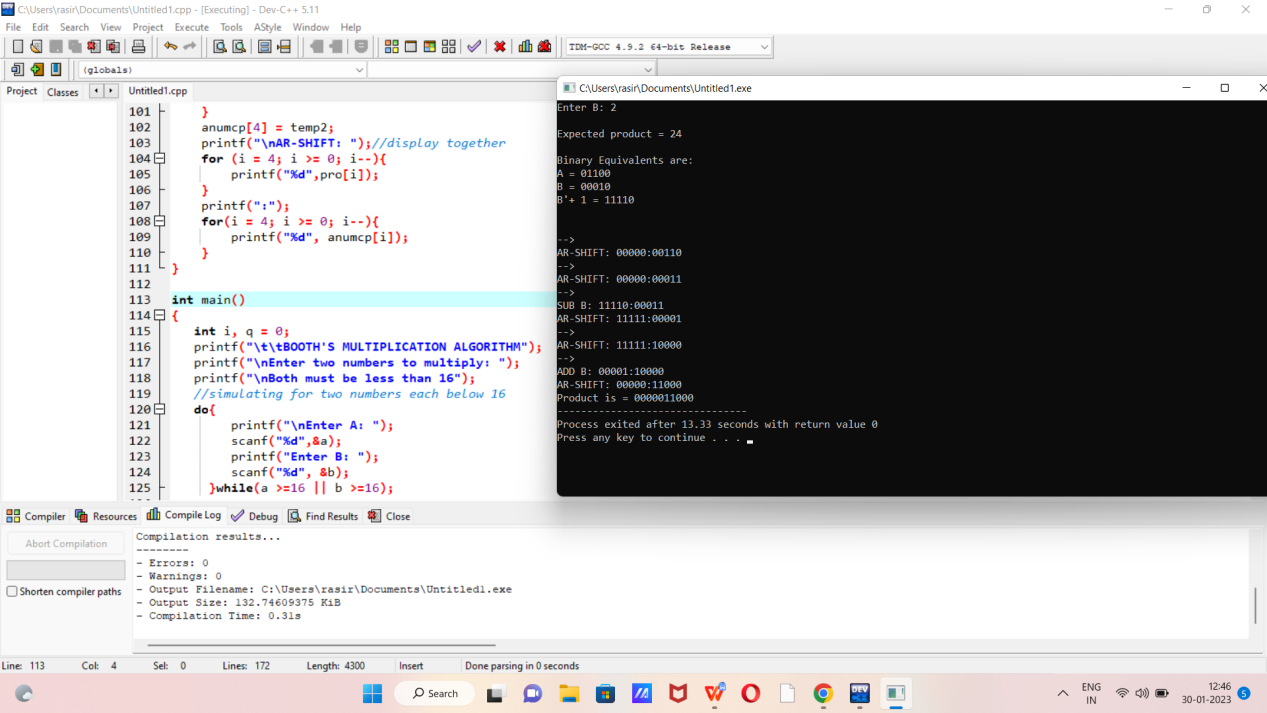 C:\Users\rasir\Documents\Untitled1.cpp - [Executing] - Dev-C++ 5.11
File Edit Search View Project Execute Tools AStyle Window Help
TDM-GCC 4.9.2 64-bit Release
(globals)
Project Classes
Untitled1.cpp
101 }
102 anumcp[4] = temp2;
103 printf("\nAR-SHIFT: ");//display together
104 for (i = 4; i >= 0; i--){
105 printf("%d",pro[i]);
106 }
107 printf(":");
108 for(i = 4; i >= 0; i--){
109 printf("%d", anumcp[i]);
110 }
111 }
112
113 int main()
114 {
115 int i, q = 0;
116 printf("\t\tBOOTH'S MULTIPLICATION ALGORITHM");
117 printf("\nEnter two numbers to multiply: ");
118 printf("\nBoth must be less than 16");
119 //simulating for two numbers each below 16
120 do{
121 printf("\nEnter A: ");
122 scanf("%d",&a);
123 printf("Enter B: ");
124 scanf("%d", &b);
125 }while(a >=16 || b >=16);
C:\Users\rasir\Documents\Untitled1.exe
Enter B: 2
Expected product = 24
Binary Equivalents are:
A = 01100
B = 00010
B'+ 1 = 11110
-->
AR-SHIFT: 00000:00110
-->
AR-SHIFT: 00000:00011
-->
SUB B: 11110:00011
AR-SHIFT: 11111:00001
-->
AR-SHIFT: 11111:10000
-->
ADD B: 00001:10000
AR-SHIFT: 00000:11000
Product is = 0000011000
--------------------------------
Process exited after 13.33 seconds with return value 0
Press any key to continue . . .
Compiler Resources Compile Log Debug Find Results Close
Abort Compilation
Shorten compiler paths
Compilation results...
--------
- Errors: 0
- Warnings: 0
- Output Filename: C:\Users\rasir\Documents\Untitled1.exe
- Output Size: 132.74609375 KiB
- Compilation Time: 0.31s
Line: 113 Col: 4 Sel: 0 Lines: 172 Length: 4300 Insert Done parsing in 0 seconds
Search
DEV
ENG
IN
12:46
30-01-2023
5